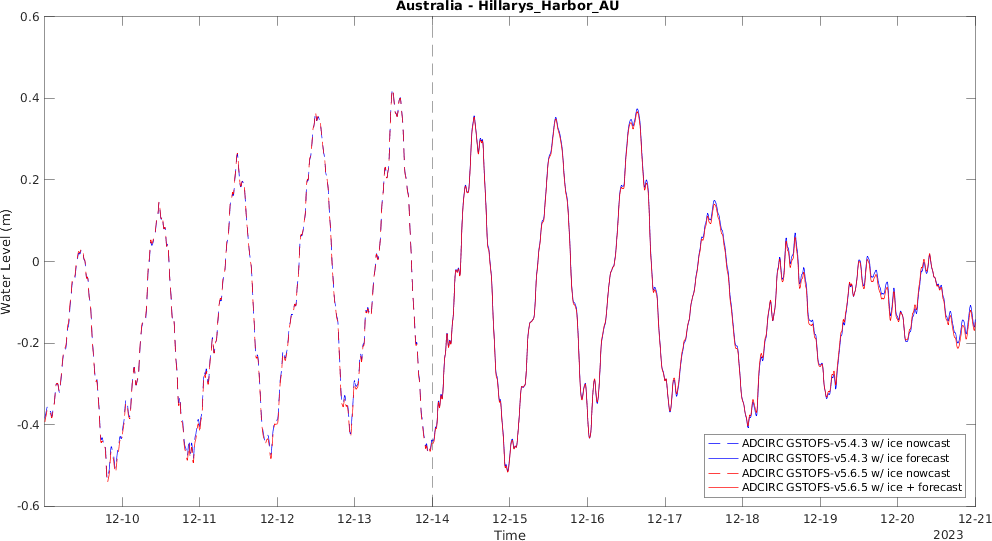 Australia - Hillarys_Harbor_AU
Water Level (m)
0.6
0.4
0.2
0
-0.2
-0.4
-0.6
ADCIRC GSTOFS-v5.4.3 w/ ice nowcast
ADCIRC GSTOFS-v5.4.3 w/ ice forecast
ADCIRC GSTOFS-v5.6.5 w/ ice nowcast
ADCIRC GSTOFS-v5.6.5 w/ ice + forecast
12-10 12-11 12-12 12-13 12-14 12-15 12-16 12-17 12-18 12-19 12-20 12-21
Time
2023